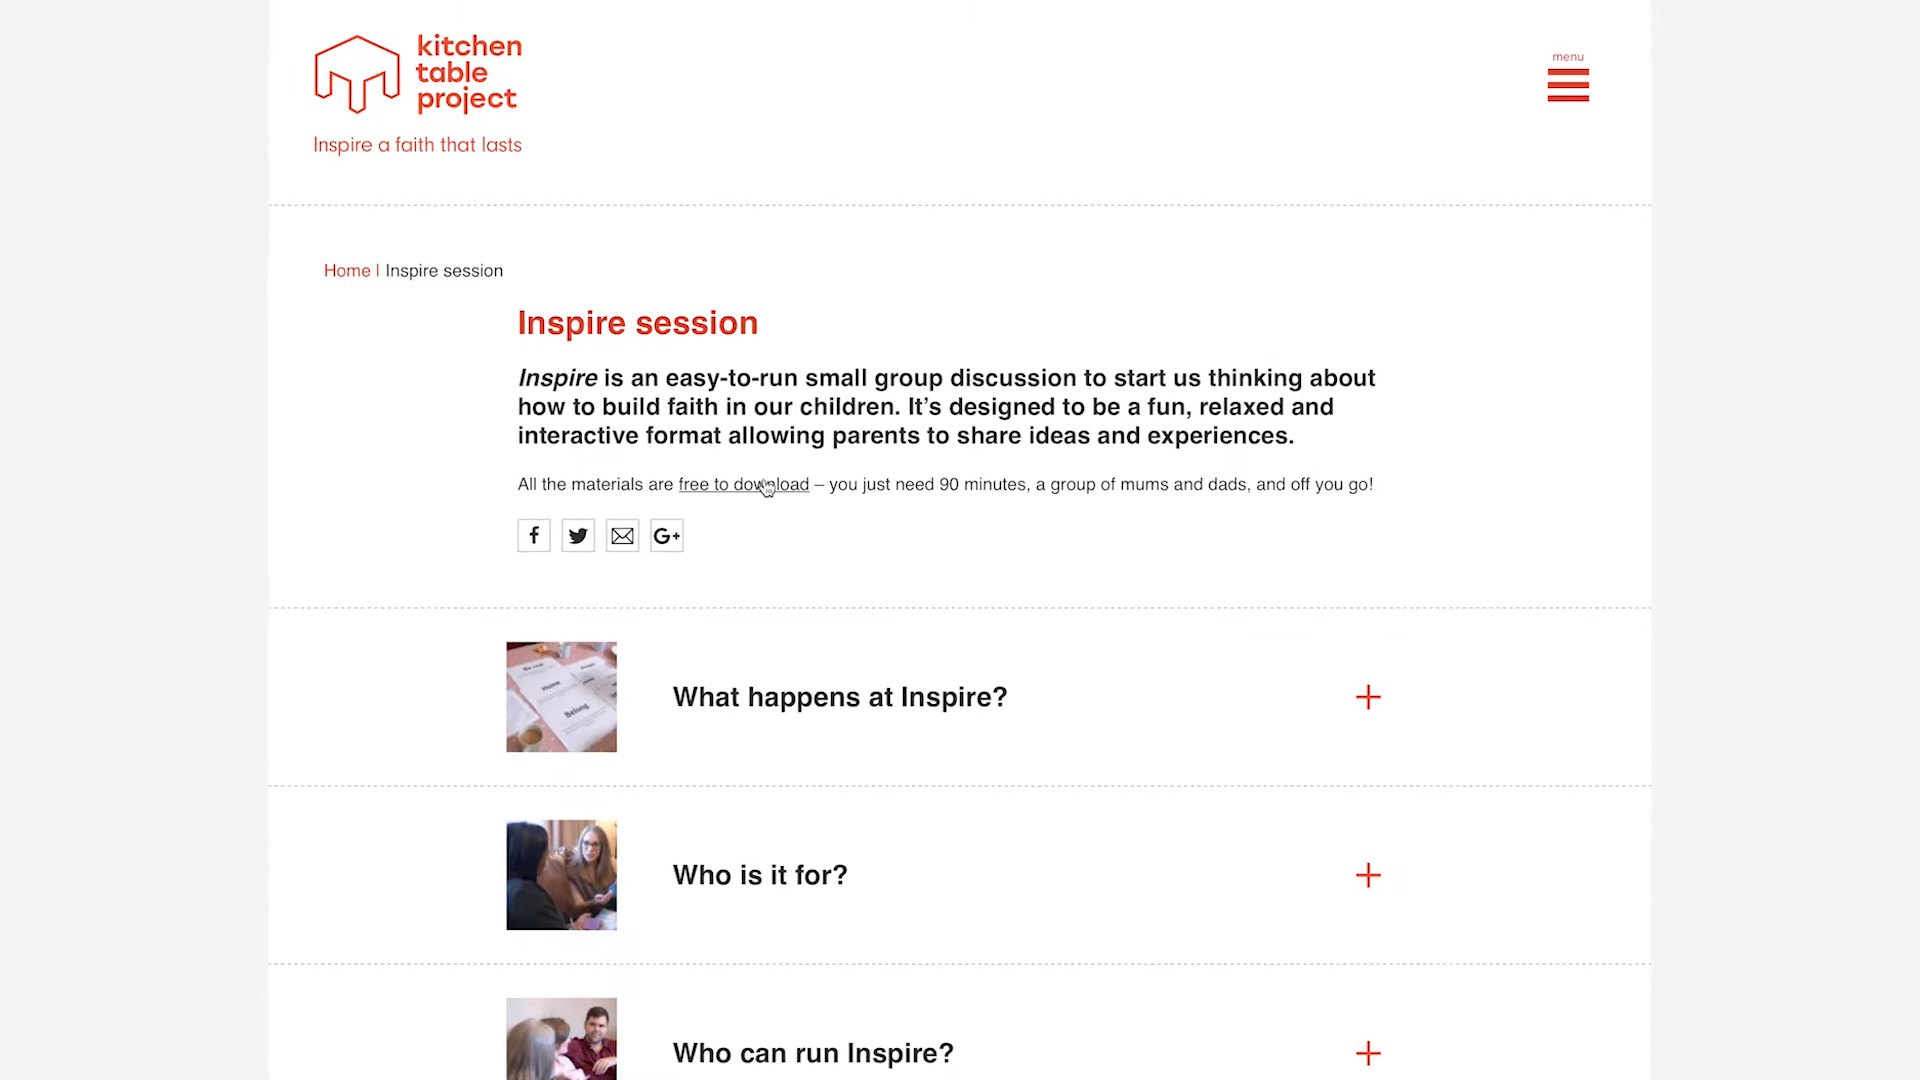 kitchen
table
project
Inspire a faith that lasts
menu
Home | Inspire session
Inspire session
Inspire is an easy-to-run small group discussion to start us thinking about
how to build faith in our children. It’s designed to be a fun, relaxed and
interactive format allowing parents to share ideas and experiences.
All the materials are free to download – you just need 90 minutes, a group of mums and dads, and off you go!
G+
What happens at Inspire?
Home
Belong
Who is it for?
Who can run Inspire?